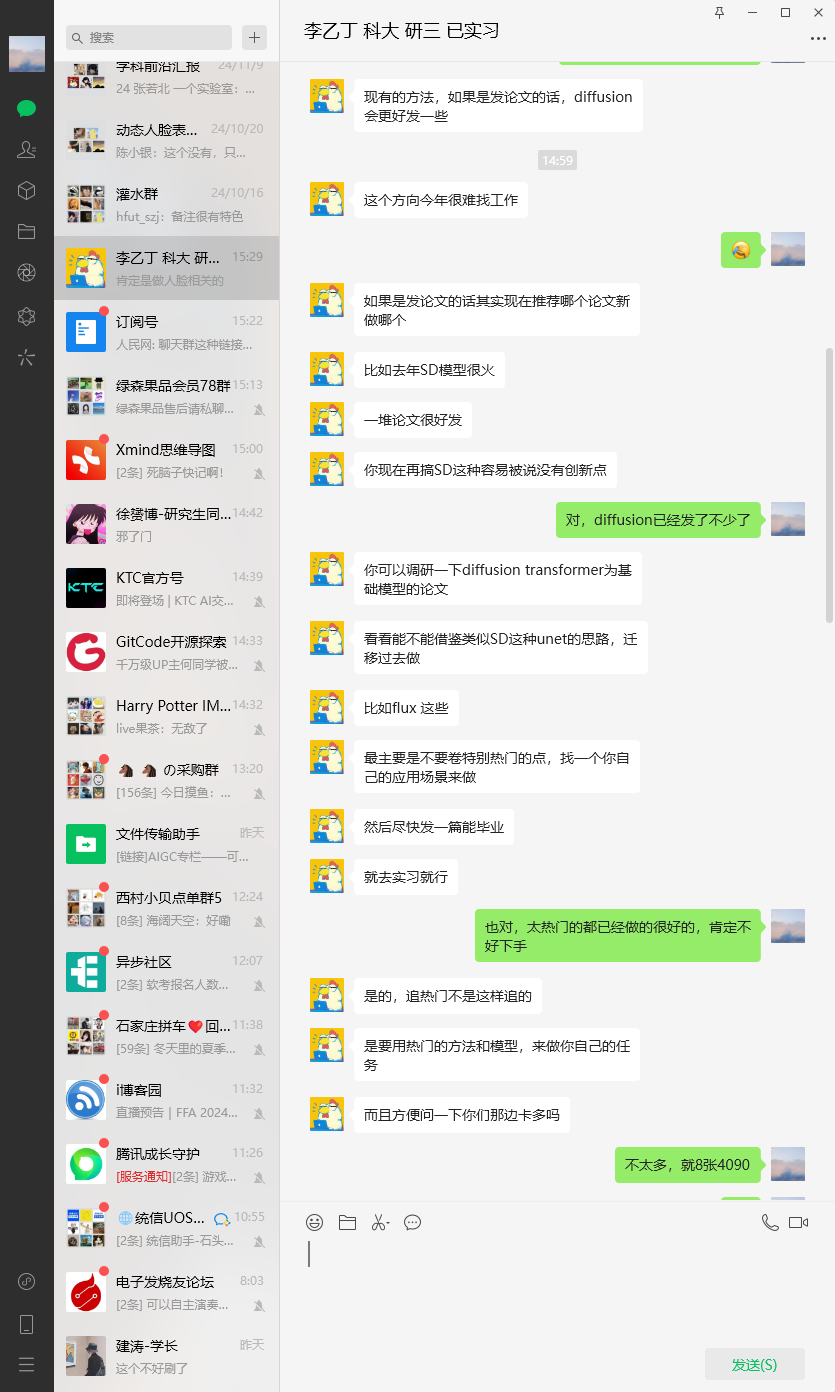 搜索
学科前沿汇报 24/11/9
24 张若北 一个实验室：...
动态人脸表... 24/10/20
陈小银：这个没有，只...
灌水群 24/10/16
hfut_szj：备注很有特色
李乙丁 科大 研... 15:29
肯定是做人脸相关的
订阅号 15:22
人民网: 聊天群这种链接...
绿森果品会员78群 15:13
绿森果品售后请私聊...
Xmind思维导图 15:00
[2条] 死脑子快记啊！
徐赟博-研究生同... 14:42
邪了门
KTC官方号 14:39
即将登场 | KTC AI交...
GitCode开源探索 14:33
千万级UP主何同学被...
Harry Potter IM... 14:32
live果茶：无敌了
の采购群 13:20
[156条] 今日摸鱼：...
文件传输助手 昨天
[链接]AIGC专栏——可...
西村小贝点单群5 12:24
[8条] 海阔天空：好嘞
异步社区 12:07
[2条] 软考报名人数...
石家庄拼车❤️回... 11:38
[59条] 冬天里的夏季...
i博客园 11:32
直播预告 | FFA 2024...
腾讯成长守护 11:26
[服务通知][2条] 游戏...
🌐统信UOS... 10:55
[2条] 统信助手-石头...
电子发烧友论坛 8:03
[2条] 可以自主演奏...
建涛-学长 昨天
这个不好刷了
李乙丁 科大 研三 已实习
现有的方法，如果是发论文的话，diffusion
会更好发一些
14:59
这个方向今年很难找工作
如果是发论文的话其实现在推荐哪个论文新
做哪个
比如去年SD模型很火
一堆论文很好发
你现在再搞SD这种容易被说没有创新点
对，diffusion已经发了不少了
你可以调研一下diffusion transformer为基
础模型的论文
看看能不能借鉴类似SD这种unet的思路，迁
移过去做
比如flux 这些
最主要是不要卷特别热门的点，找一个你自
己的应用场景来做
然后尽快发一篇能毕业
就去实习就行
也对，太热门的都已经做的很好的，肯定不
好下手
是的，追热门不是这样追的
是要用热门的方法和模型，来做你自己的任
务
而且方便问一下你们那边卡多吗
不太多，就8张4090
发送(S)